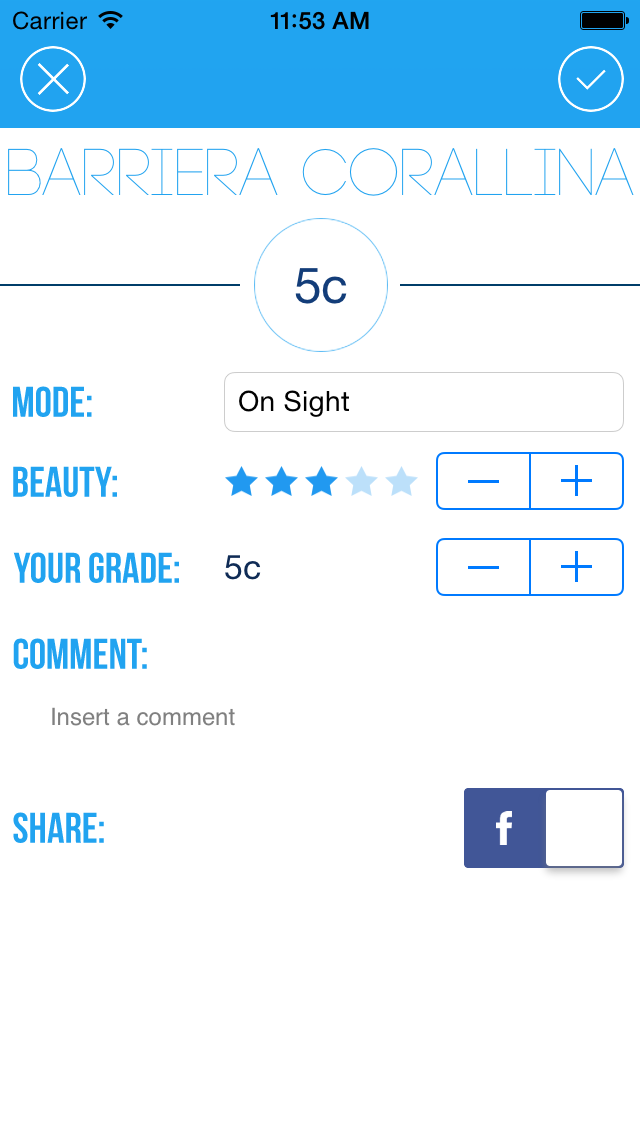 Carrier 11:53 AM
BARRIERA CORALLINA
5c
MODE: On Sight
BEAUTY:
YOUR GRADE: 5c
COMMENT:
Insert a comment
SHARE: f